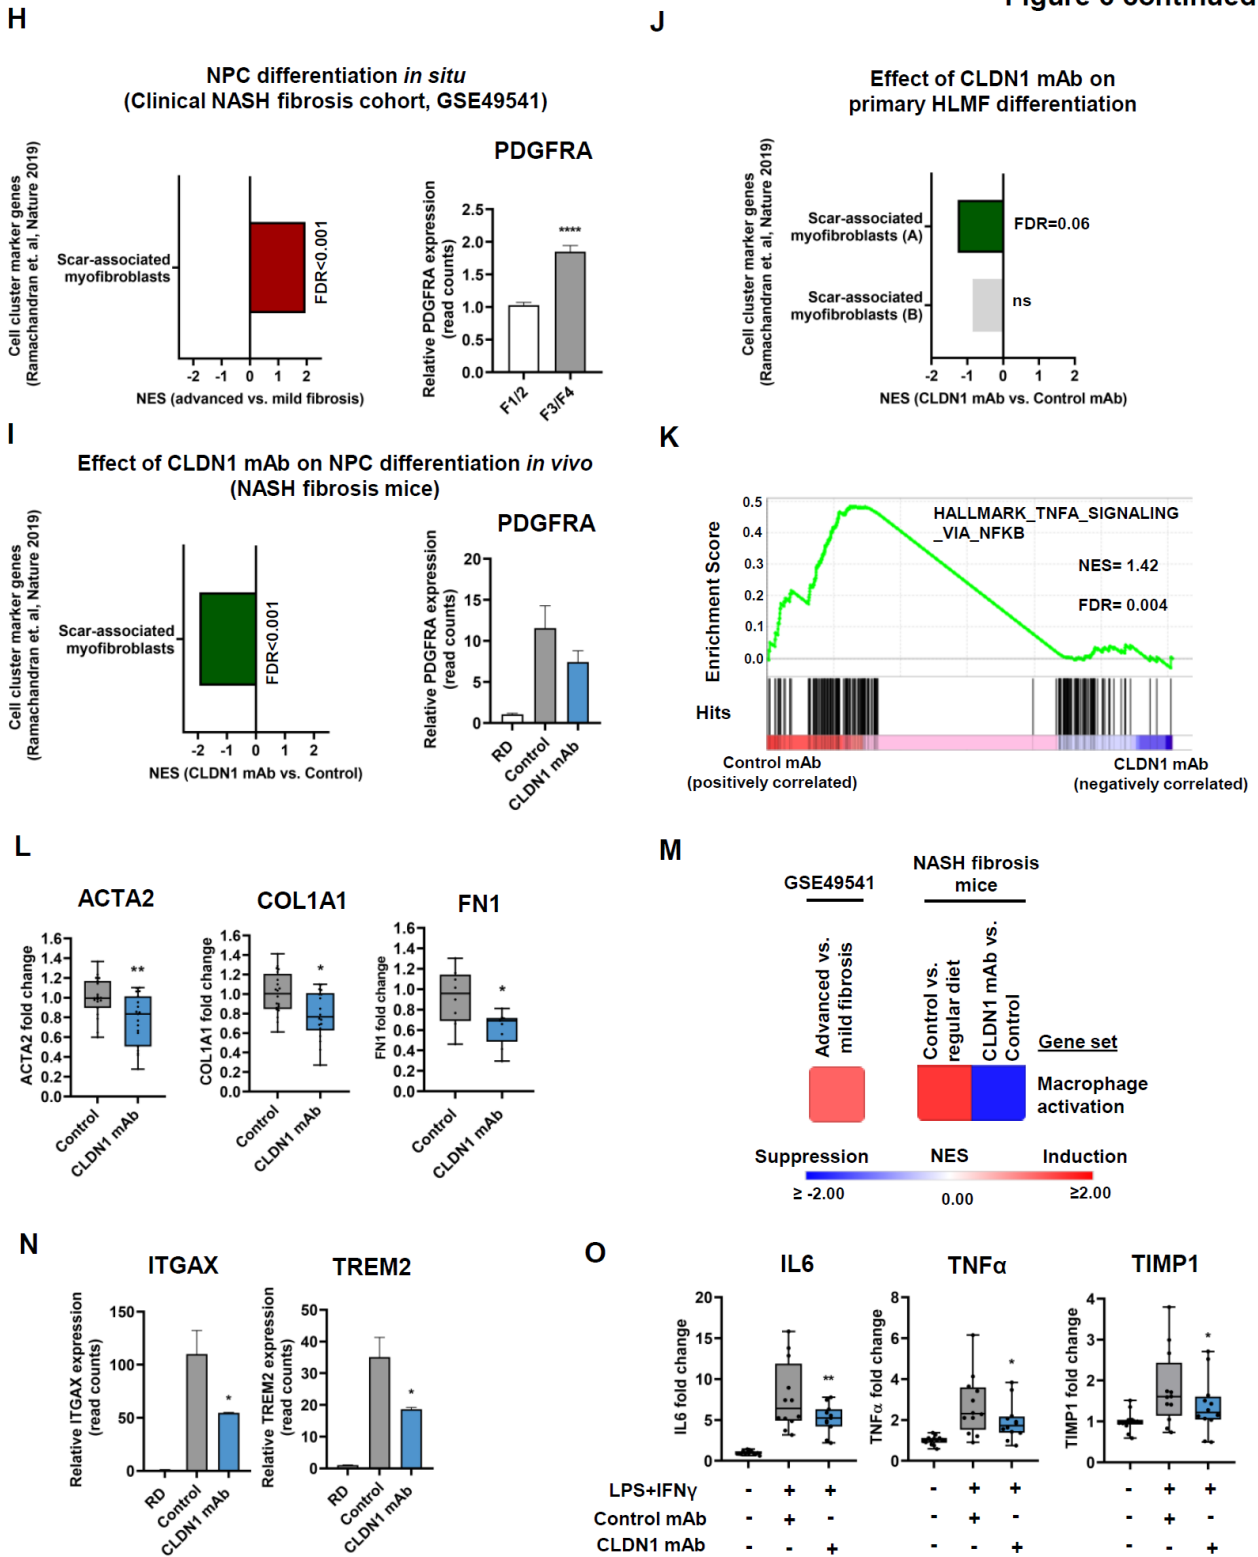 Figure 6 continued
H
NPC differentiation in situ
(Clinical NASH fibrosis cohort, GSE49541)
Cell cluster marker genes
(Ramachandran et. al, Nature 2019)
Scar-associated
myofibroblasts
FDR<0.001
-2 -1 0 1 2
NES (advanced vs. mild fibrosis)
PDGFRA
Relative PDGFRA expression
(read counts)
2.5
2.0
1.5
1.0
0.5
0.0
****
F1/2
F3/F4
J
Effect of CLDN1 mAb on
primary HLMF differentiation
Cell cluster marker genes
(Ramachandran et. al, Nature 2019)
Scar-associated
myofibroblasts (A)
FDR=0.06
Scar-associated
myofibroblasts (B)
ns
-2 -1 0 1 2
NES (CLDN1 mAb vs. Control mAb)
I
Effect of CLDN1 mAb on NPC differentiation in vivo
(NASH fibrosis mice)
Cell cluster marker genes
(Ramachandran et. al, Nature 2019)
Scar-associated
myofibroblasts
FDR<0.001
-2 -1 0 1 2
NES (CLDN1 mAb vs. Control)
PDGFRA
Relative PDGFRA expression
(read counts)
20
15
10
5
0
RD
Control
CLDN1 mAb
K
Enrichment Score
0.5
0.4
0.3
0.2
0.1
0.0
HALLMARK_TNFA_SIGNALING
_VIA_NFKB
NES= 1.42
FDR= 0.004
Hits
Control mAb
(positively correlated)
CLDN1 mAb
(negatively correlated)
L
ACTA2
ACTA2 fold change
1.6
1.4
1.2
1.0
0.8
0.6
0.4
0.2
0.0
**
Control
CLDN1 mAb
COL1A1
COL1A1 fold change
1.6
1.4
1.2
1.0
0.8
0.6
0.4
0.2
0.0
*
Control
CLDN1 mAb
FN1
FN1 fold change
1.6
1.4
1.2
1.0
0.8
0.6
0.4
0.2
0.0
*
Control
CLDN1 mAb
M
GSE49541
NASH fibrosis
mice
Advanced vs.
mild fibrosis
Control vs.
regular diet
CLDN1 mAb vs.
Control
Gene set
Macrophage
activation
Suppression NES Induction
≥ -2.00 0.00 ≥2.00
N
ITGAX
Relative ITGAX expression
(read counts)
150
100
50
0
*
RD
Control
CLDN1 mAb
TREM2
Relative TREM2 expression
(read counts)
50
40
30
20
10
0
*
RD
Control
CLDN1 mAb
O
IL6
IL6 fold change
20
15
10
5
0
**
TNFα
TNFα fold change
8
6
4
2
0
*
TIMP1
TIMP1 fold change
4
3
2
1
0
*
LPS+IFNγ - + + - + + - + +
Control mAb - + - - + - - + -
CLDN1 mAb - - + - - + - - +